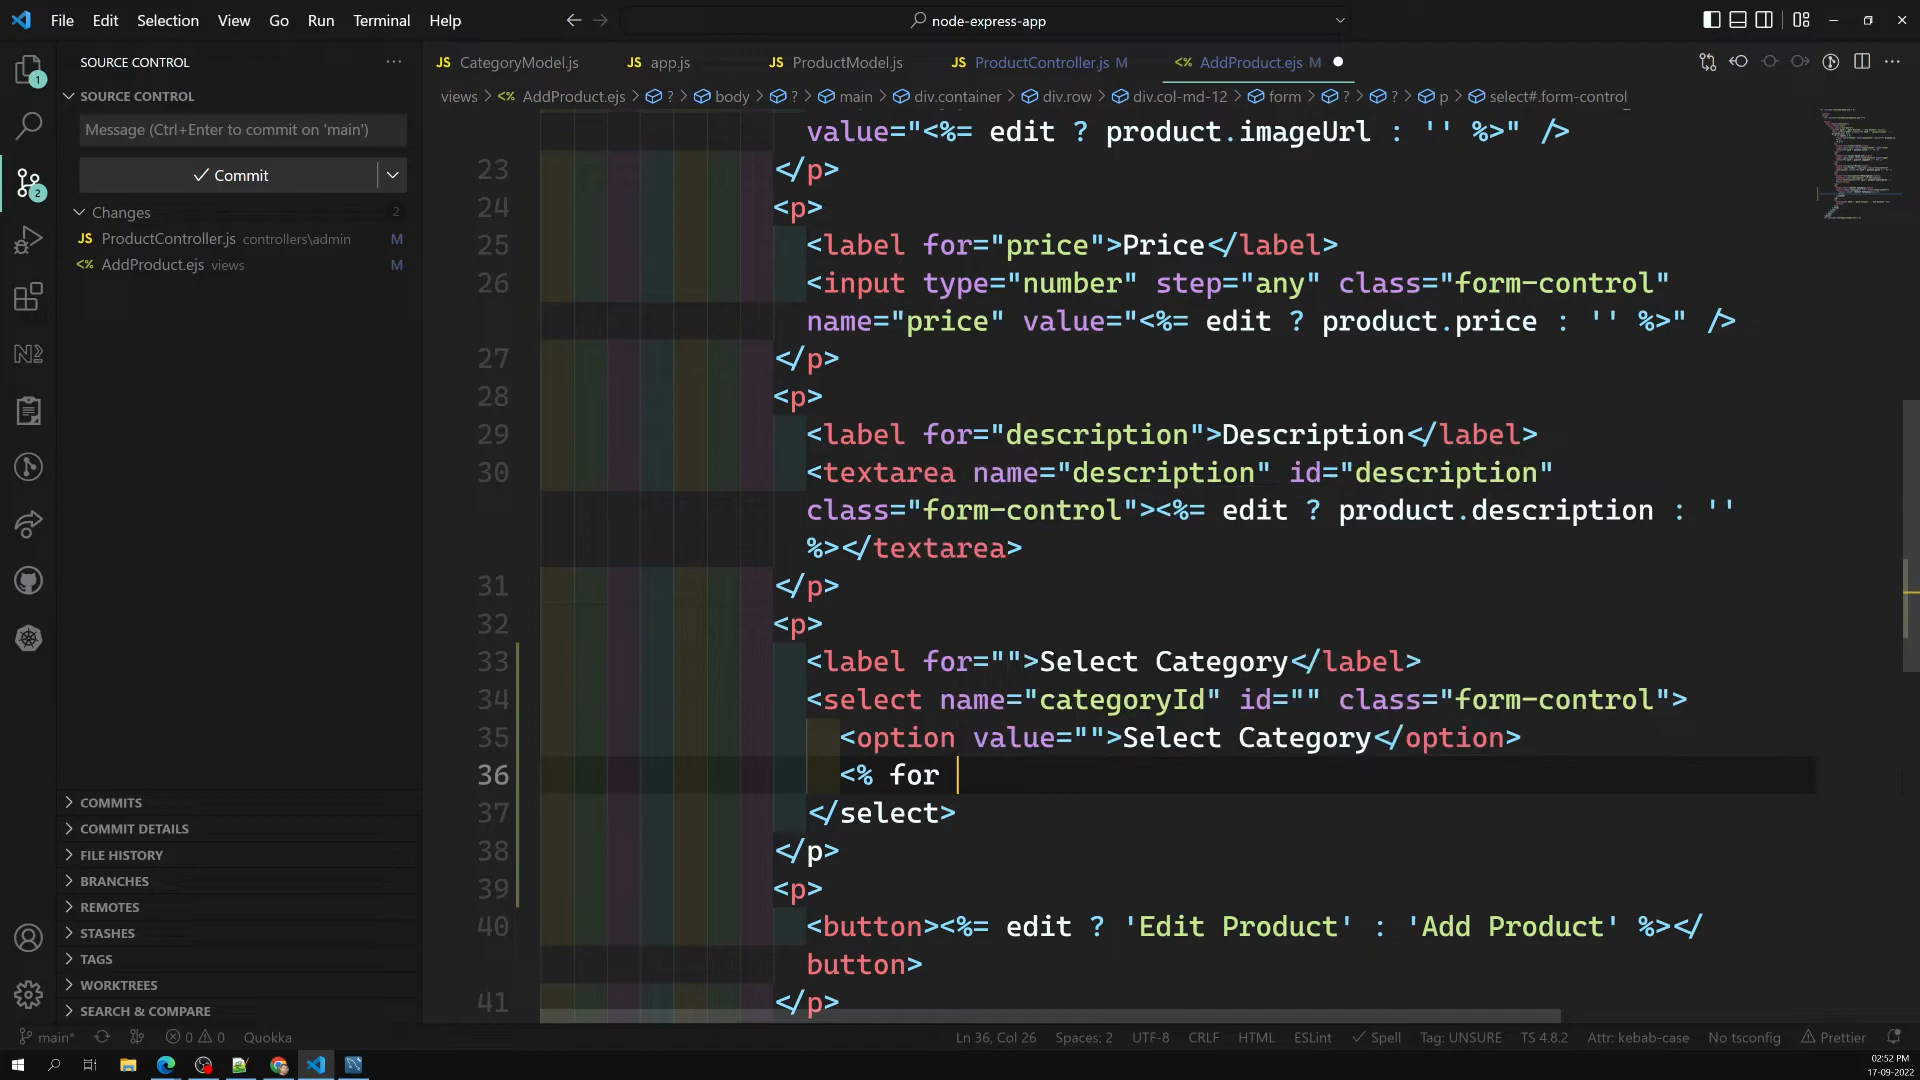 File Edit Selection View Go Run Terminal Help
node-express-app
SOURCE CONTROL
JS CategoryModel.js JS app.js JS ProductModel.js JS ProductController.js M <% AddProduct.ejs M
SOURCE CONTROL
views > <% AddProduct.ejs > ? > body > ? > main > div.container > div.row > div.col-md-12 > form > ? > ? > p > select#.form-control
Message (Ctrl+Enter to commit on 'main')
Commit
Changes 2
JS ProductController.js controllers\admin M
<% AddProduct.ejs views M
value="<%= edit ? product.imageUrl : '' %>" />
23 </p>
24 <p>
25 <label for="price">Price</label>
26 <input type="number" step="any" class="form-control"
name="price" value="<%= edit ? product.price : '' %>" />
27 </p>
28 <p>
29 <label for="description">Description</label>
30 <textarea name="description" id="description"
class="form-control"><%= edit ? product.description : ''
%></textarea>
31 </p>
32 <p>
33 <label for="">Select Category</label>
34 <select name="categoryId" id="" class="form-control">
35 <option value="">Select Category</option>
36 <% for
37 </select>
38 </p>
39 <p>
40 <button><%= edit ? 'Edit Product' : 'Add Product' %></
button>
41 </p>
COMMITS
COMMIT DETAILS
FILE HISTORY
BRANCHES
REMOTES
STASHES
TAGS
WORKTREES
SEARCH & COMPARE
main* 0 0 Quokka Ln 36, Col 26 Spaces: 2 UTF-8 CRLF HTML ESLint Spell Tag: UNSURE TS 4.8.2 Attr: kebab-case No tsconfig Prettier
02:52 PM
17-09-2022